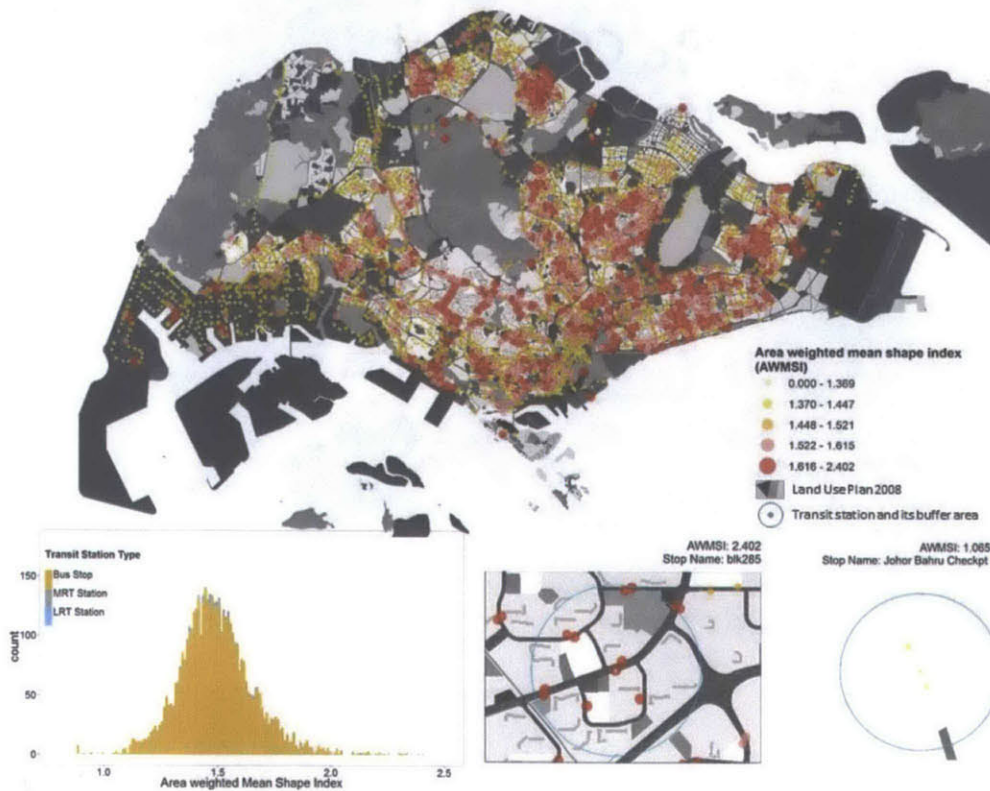 Area weighted mean shape index
(AWMSI)
0.000 - 1.369
1.370 - 1.447
1.448 - 1.521
1.522 - 1.615
1.616 - 2.402
Land Use Plan 2008
Transit station and its buffer area
Transit Station Type
Bus Stop
MRT Station
LRT Station
150
100
50
0
count
1.0
1.5
2.0
2.5
Area weighted Mean Shape Index
AWMSI: 2.402
Stop Name: blk285
AWMSI: 1.065
Stop Name: Johor Bahru Checkpt